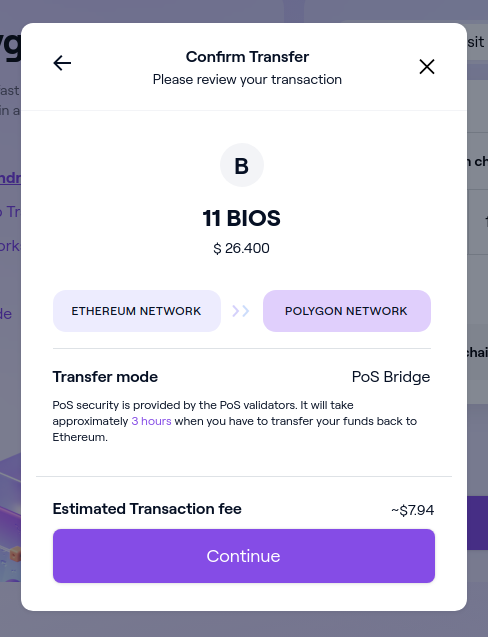 Confirm Transfer
Please review your transaction
B
11 BIOS
$ 26.400
ETHEREUM NETWORK
POLYGON NETWORK
Transfer mode
PoS Bridge
PoS security is provided by the PoS validators. It will take
approximately 3 hours when you have to transfer your funds back to
Ethereum.
Estimated Transaction fee
~$7.94
Continue